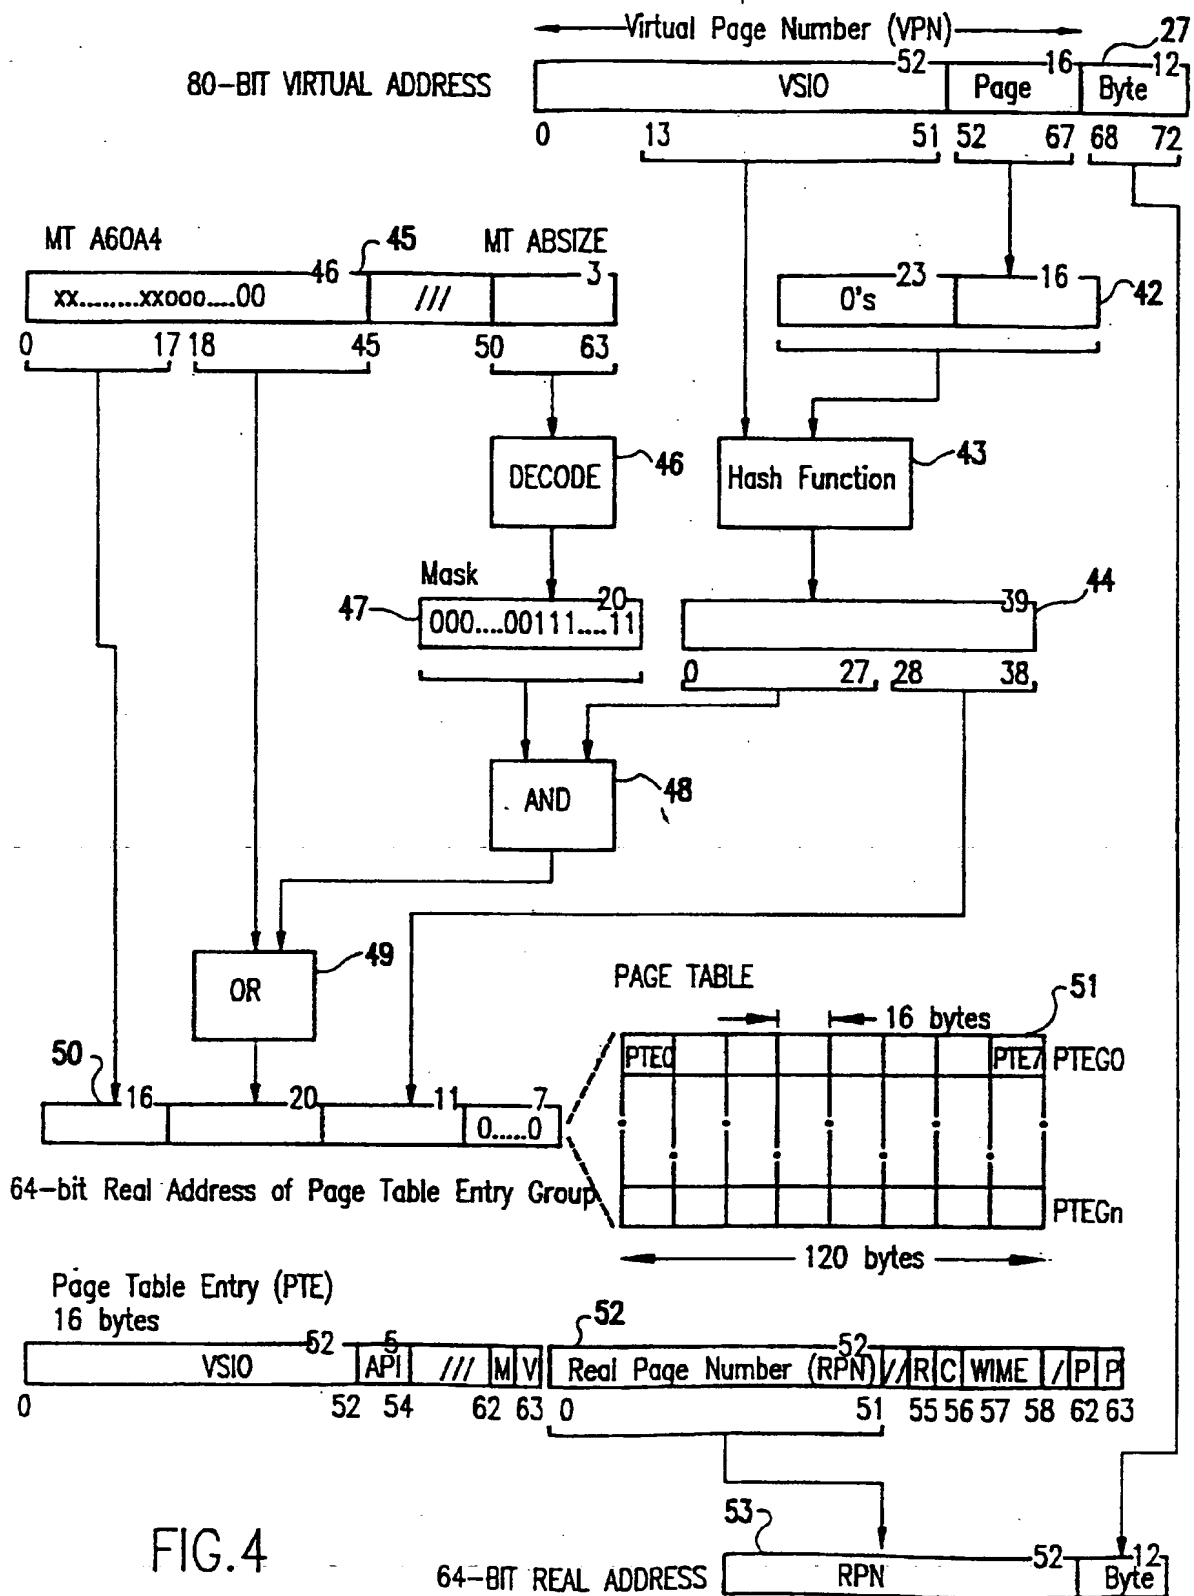 Virtual Page Number (VPN)
27
80-BIT VIRTUAL ADDRESS
VSIO 52 Page 16 Byte 12
0 13 51 52 67 68 72
MT A60A4 45 MT ABSIZE
xx........xxooo....00 46 /// 3
0 17 18 45 50 63
0's 23 16 42
DECODE 46
Hash Function 43
Mask
47 000....00111....11 20
39 44
0 27 28 38
AND 48
OR 49
PAGE TABLE
16 bytes 51
PTE0 PTE7 PTEG0
50
16 20 11 7
0.....0
64-bit Real Address of Page Table Entry Group
PTEGn
120 bytes
Page Table Entry (PTE)
16 bytes
52
VSIO 52 API 5 /// M V Real Page Number (RPN) 52 // R C WIME / P P
0 52 54 62 63 0 51 55 56 57 58 62 63
53
FIG.4
64-BIT REAL ADDRESS RPN 52 Byte 12